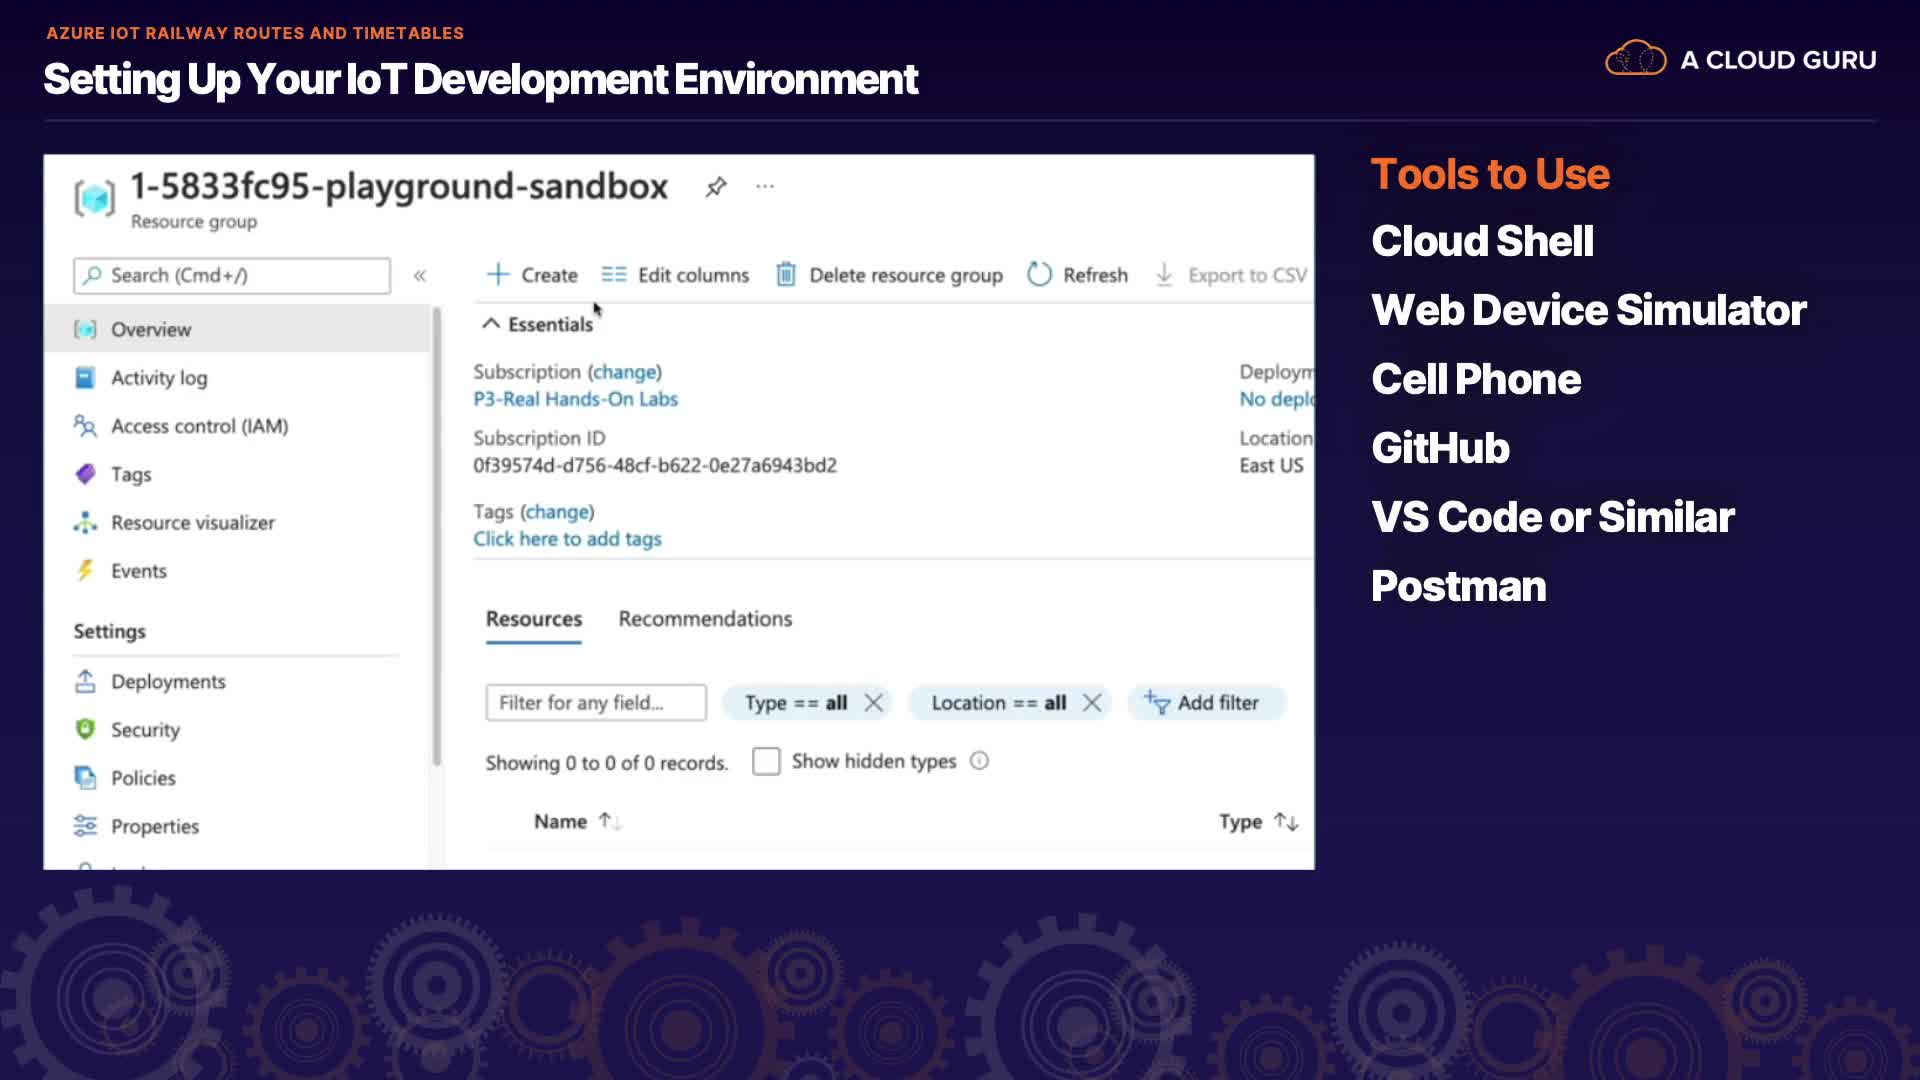 AZURE IOT RAILWAY ROUTES AND TIMETABLES
Setting Up Your IoT Development Environment
A CLOUD GURU
1-5833fc95-playground-sandbox
Resource group
Search (Cmd+/)
Overview
Activity log
Access control (IAM)
Tags
Resource visualizer
Events
Settings
Deployments
Security
Policies
Properties
Create
Edit columns
Delete resource group
Refresh
Export to CSV
Essentials
Subscription (change)
P3-Real Hands-On Labs
Subscription ID
0f39574d-d756-48cf-b622-0e27a6943bd2
Tags (change)
Click here to add tags
Deploym
No deplo
Location
East US
Resources
Recommendations
Filter for any field...
Type == all
Location == all
Add filter
Showing 0 to 0 of 0 records.
Show hidden types
Name
Type
Tools to Use
Cloud Shell
Web Device Simulator
Cell Phone
GitHub
VS Code or Similar
Postman